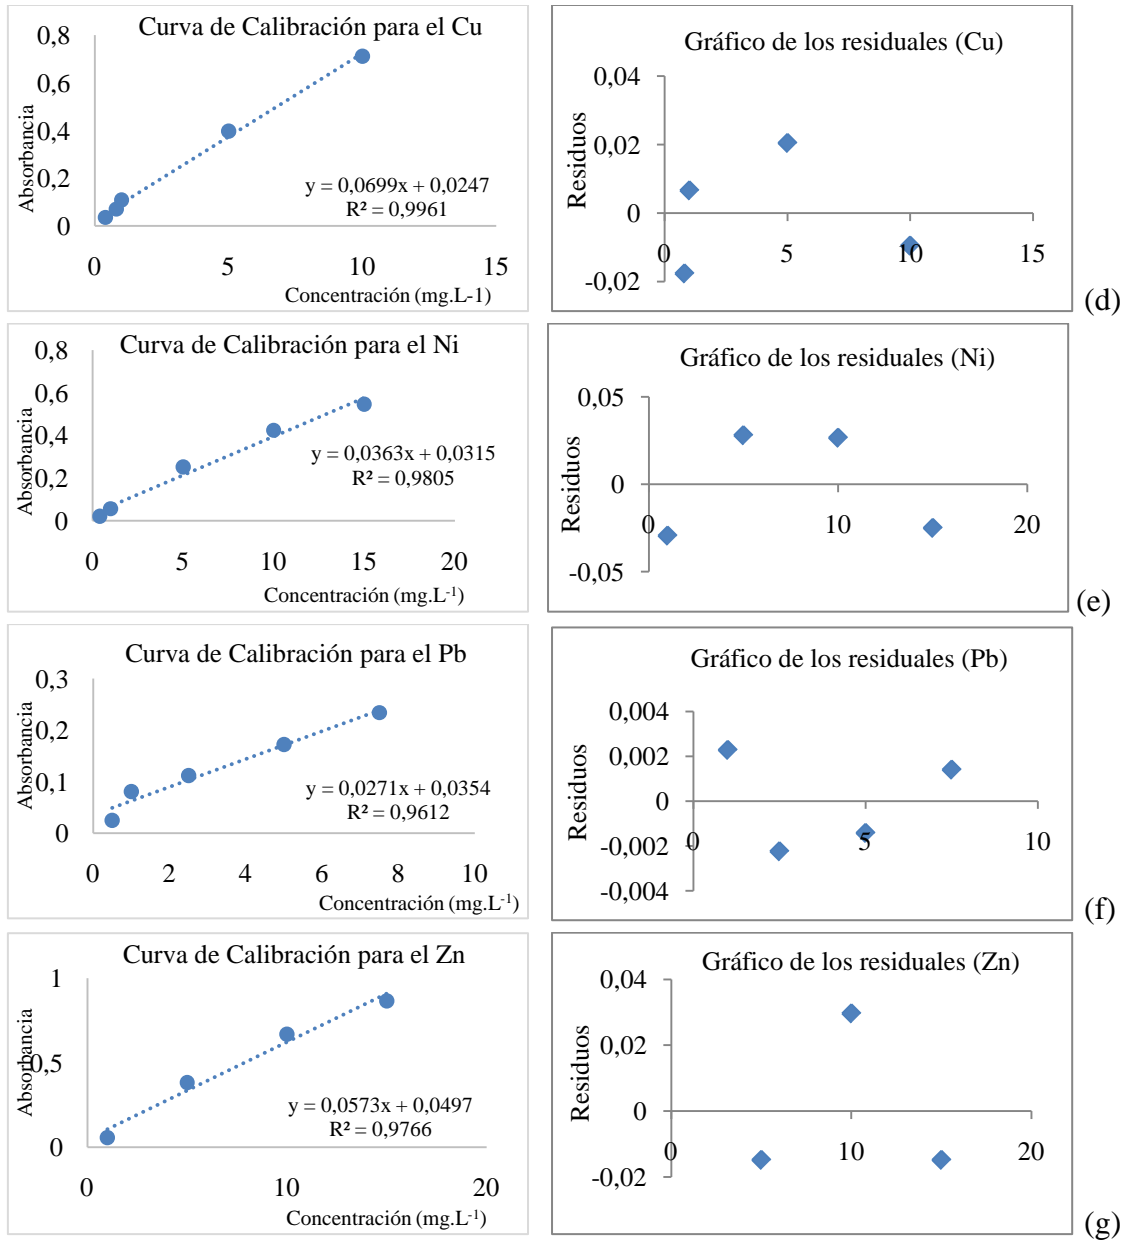 Curva de Calibración para el Cu
0,8
0,6
0,4
0,2
0
Absorbancia
y = 0,0699x + 0,0247
R² = 0,9961
0 5 10 15
Concentración (mg.L-1)
Gráfico de los residuales (Cu)
0,04
0,02
0
-0,02
Residuos
0 5 10 15
(d)
Curva de Calibración para el Ni
0,8
0,6
0,4
0,2
0
Absorbancia
y = 0,0363x + 0,0315
R² = 0,9805
0 5 10 15 20
Concentración (mg.L-1)
Gráfico de los residuales (Ni)
0,05
0
-0,05
Residuos
0 10 20
(e)
Curva de Calibración para el Pb
0,3
0,2
0,1
0
Absorbancia
y = 0,0271x + 0,0354
R² = 0,9612
0 2 4 6 8 10
Concentración (mg.L-1)
Gráfico de los residuales (Pb)
0,004
0,002
0
-0,002
-0,004
Residuos
0 5 10
(f)
Curva de Calibración para el Zn
1
0,5
0
Absorbancia
y = 0,0573x + 0,0497
R² = 0,9766
0 10 20
Concentración (mg.L-1)
Gráfico de los residuales (Zn)
0,04
0,02
0
-0,02
Residuos
0 10 20
(g)